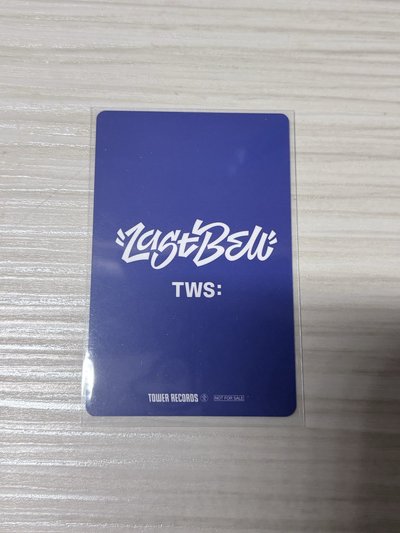 Last Bell
TWS:
TOWER RECORDS NOT FOR SALE